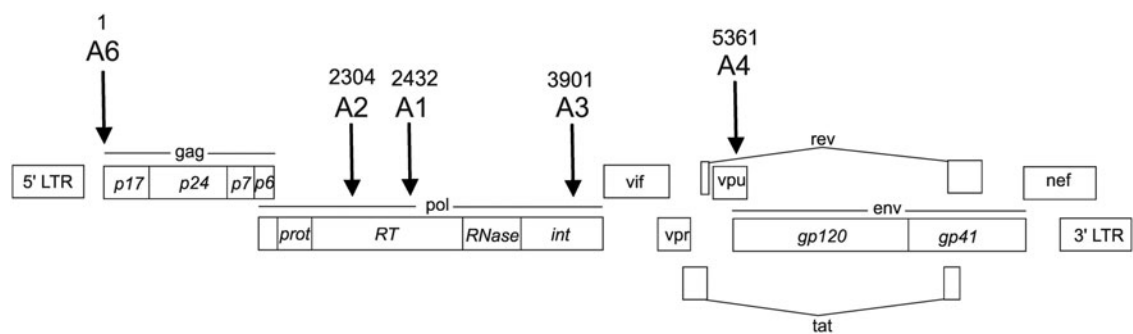 1
A6
2304 2432 3901 5361
A2 A1 A3 A4
gag rev
5' LTR p17 p24 p7 p6 vif vpu nef
pol env
prot RT RNase int vpr gp120 gp41 3' LTR
tat